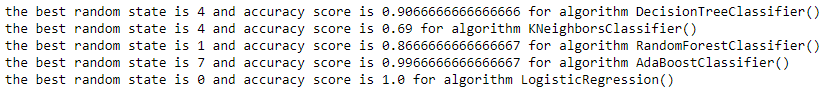 the best random state is 4 and accuracy score is 0.9066666666666666 for algorithm DecisionTreeClassifier()
the best random state is 4 and accuracy score is 0.69 for algorithm KNeighborsClassifier()
the best random state is 1 and accuracy score is 0.8666666666666667 for algorithm RandomForestClassifier()
the best random state is 7 and accuracy score is 0.9966666666666667 for algorithm AdaBoostClassifier()
the best random state is 0 and accuracy score is 1.0 for algorithm LogisticRegression()